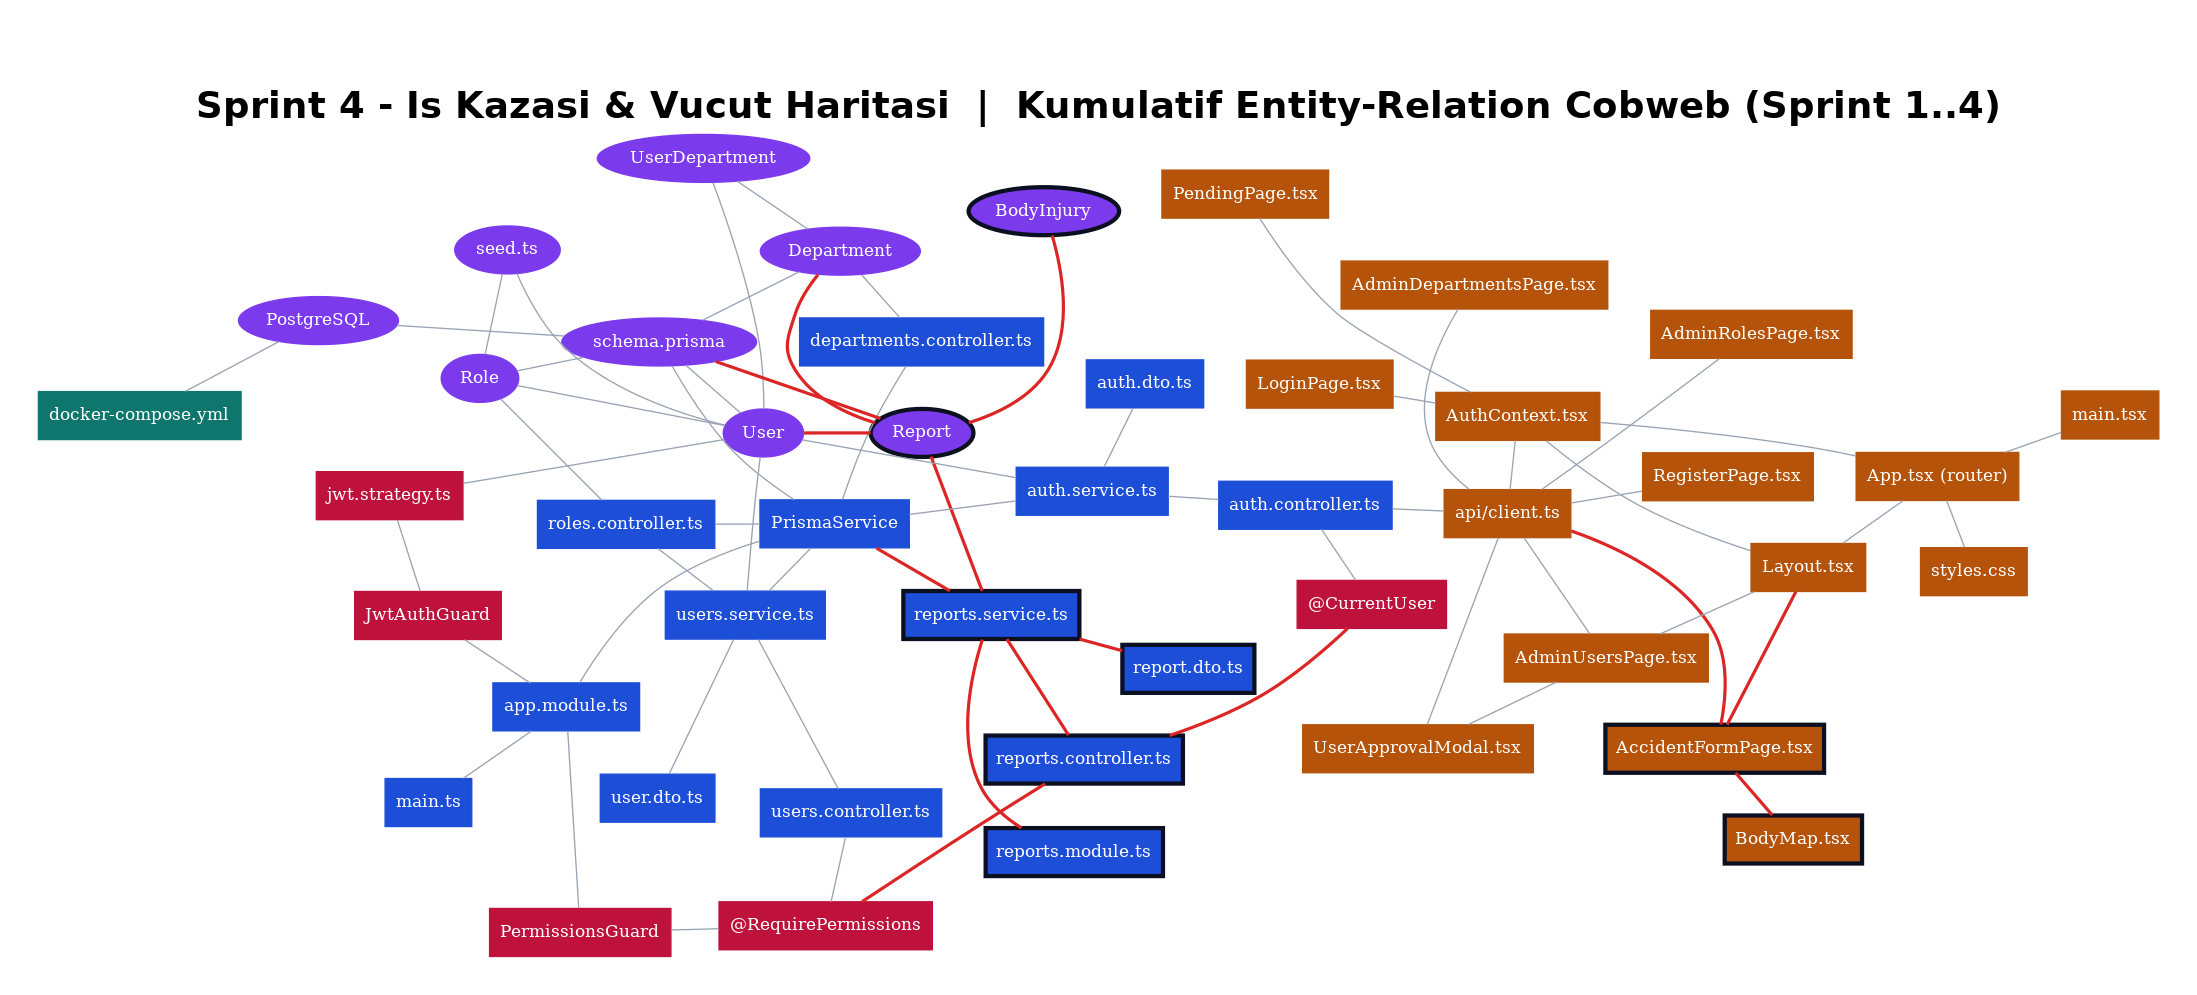 Sprint 4 - Is Kazasi & Vucut Haritasi | Kumulatif Entity-Relation Cobweb (Sprint 1..4)
UserDepartment
PendingPage.tsx
BodyInjury
seed.ts
Department
AdminDepartmentsPage.tsx
PostgreSQL
schema.prisma
departments.controller.ts
AdminRolesPage.tsx
Role
auth.dto.ts
LoginPage.tsx
docker-compose.yml
AuthContext.tsx
main.tsx
User
Report
jwt.strategy.ts
auth.service.ts
RegisterPage.tsx
App.tsx (router)
roles.controller.ts
PrismaService
auth.controller.ts
api/client.ts
Layout.tsx
styles.css
JwtAuthGuard
users.service.ts
reports.service.ts
@CurrentUser
report.dto.ts
AdminUsersPage.tsx
app.module.ts
reports.controller.ts
UserApprovalModal.tsx
AccidentFormPage.tsx
main.ts
user.dto.ts
users.controller.ts
reports.module.ts
BodyMap.tsx
PermissionsGuard
@RequirePermissions